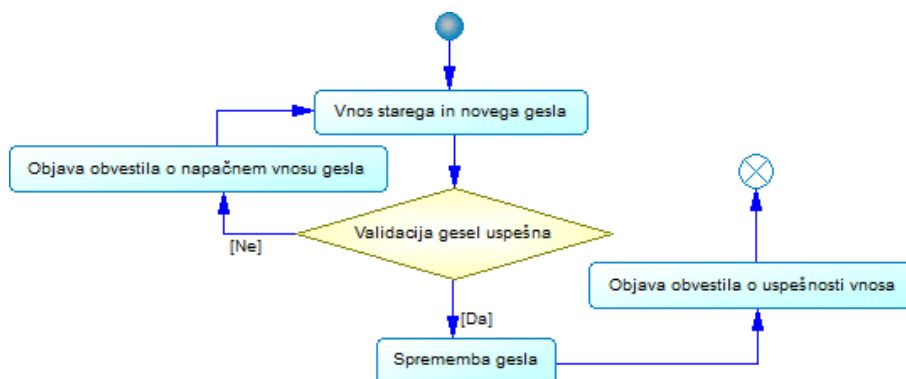 Vnos starega in novega gesla
Objava obvestila o napačnem vnosu gesla
Validacija gesel uspešna
[Ne]
Objava obvestila o uspešnosti vnosa
[Da]
Sprememba gesla